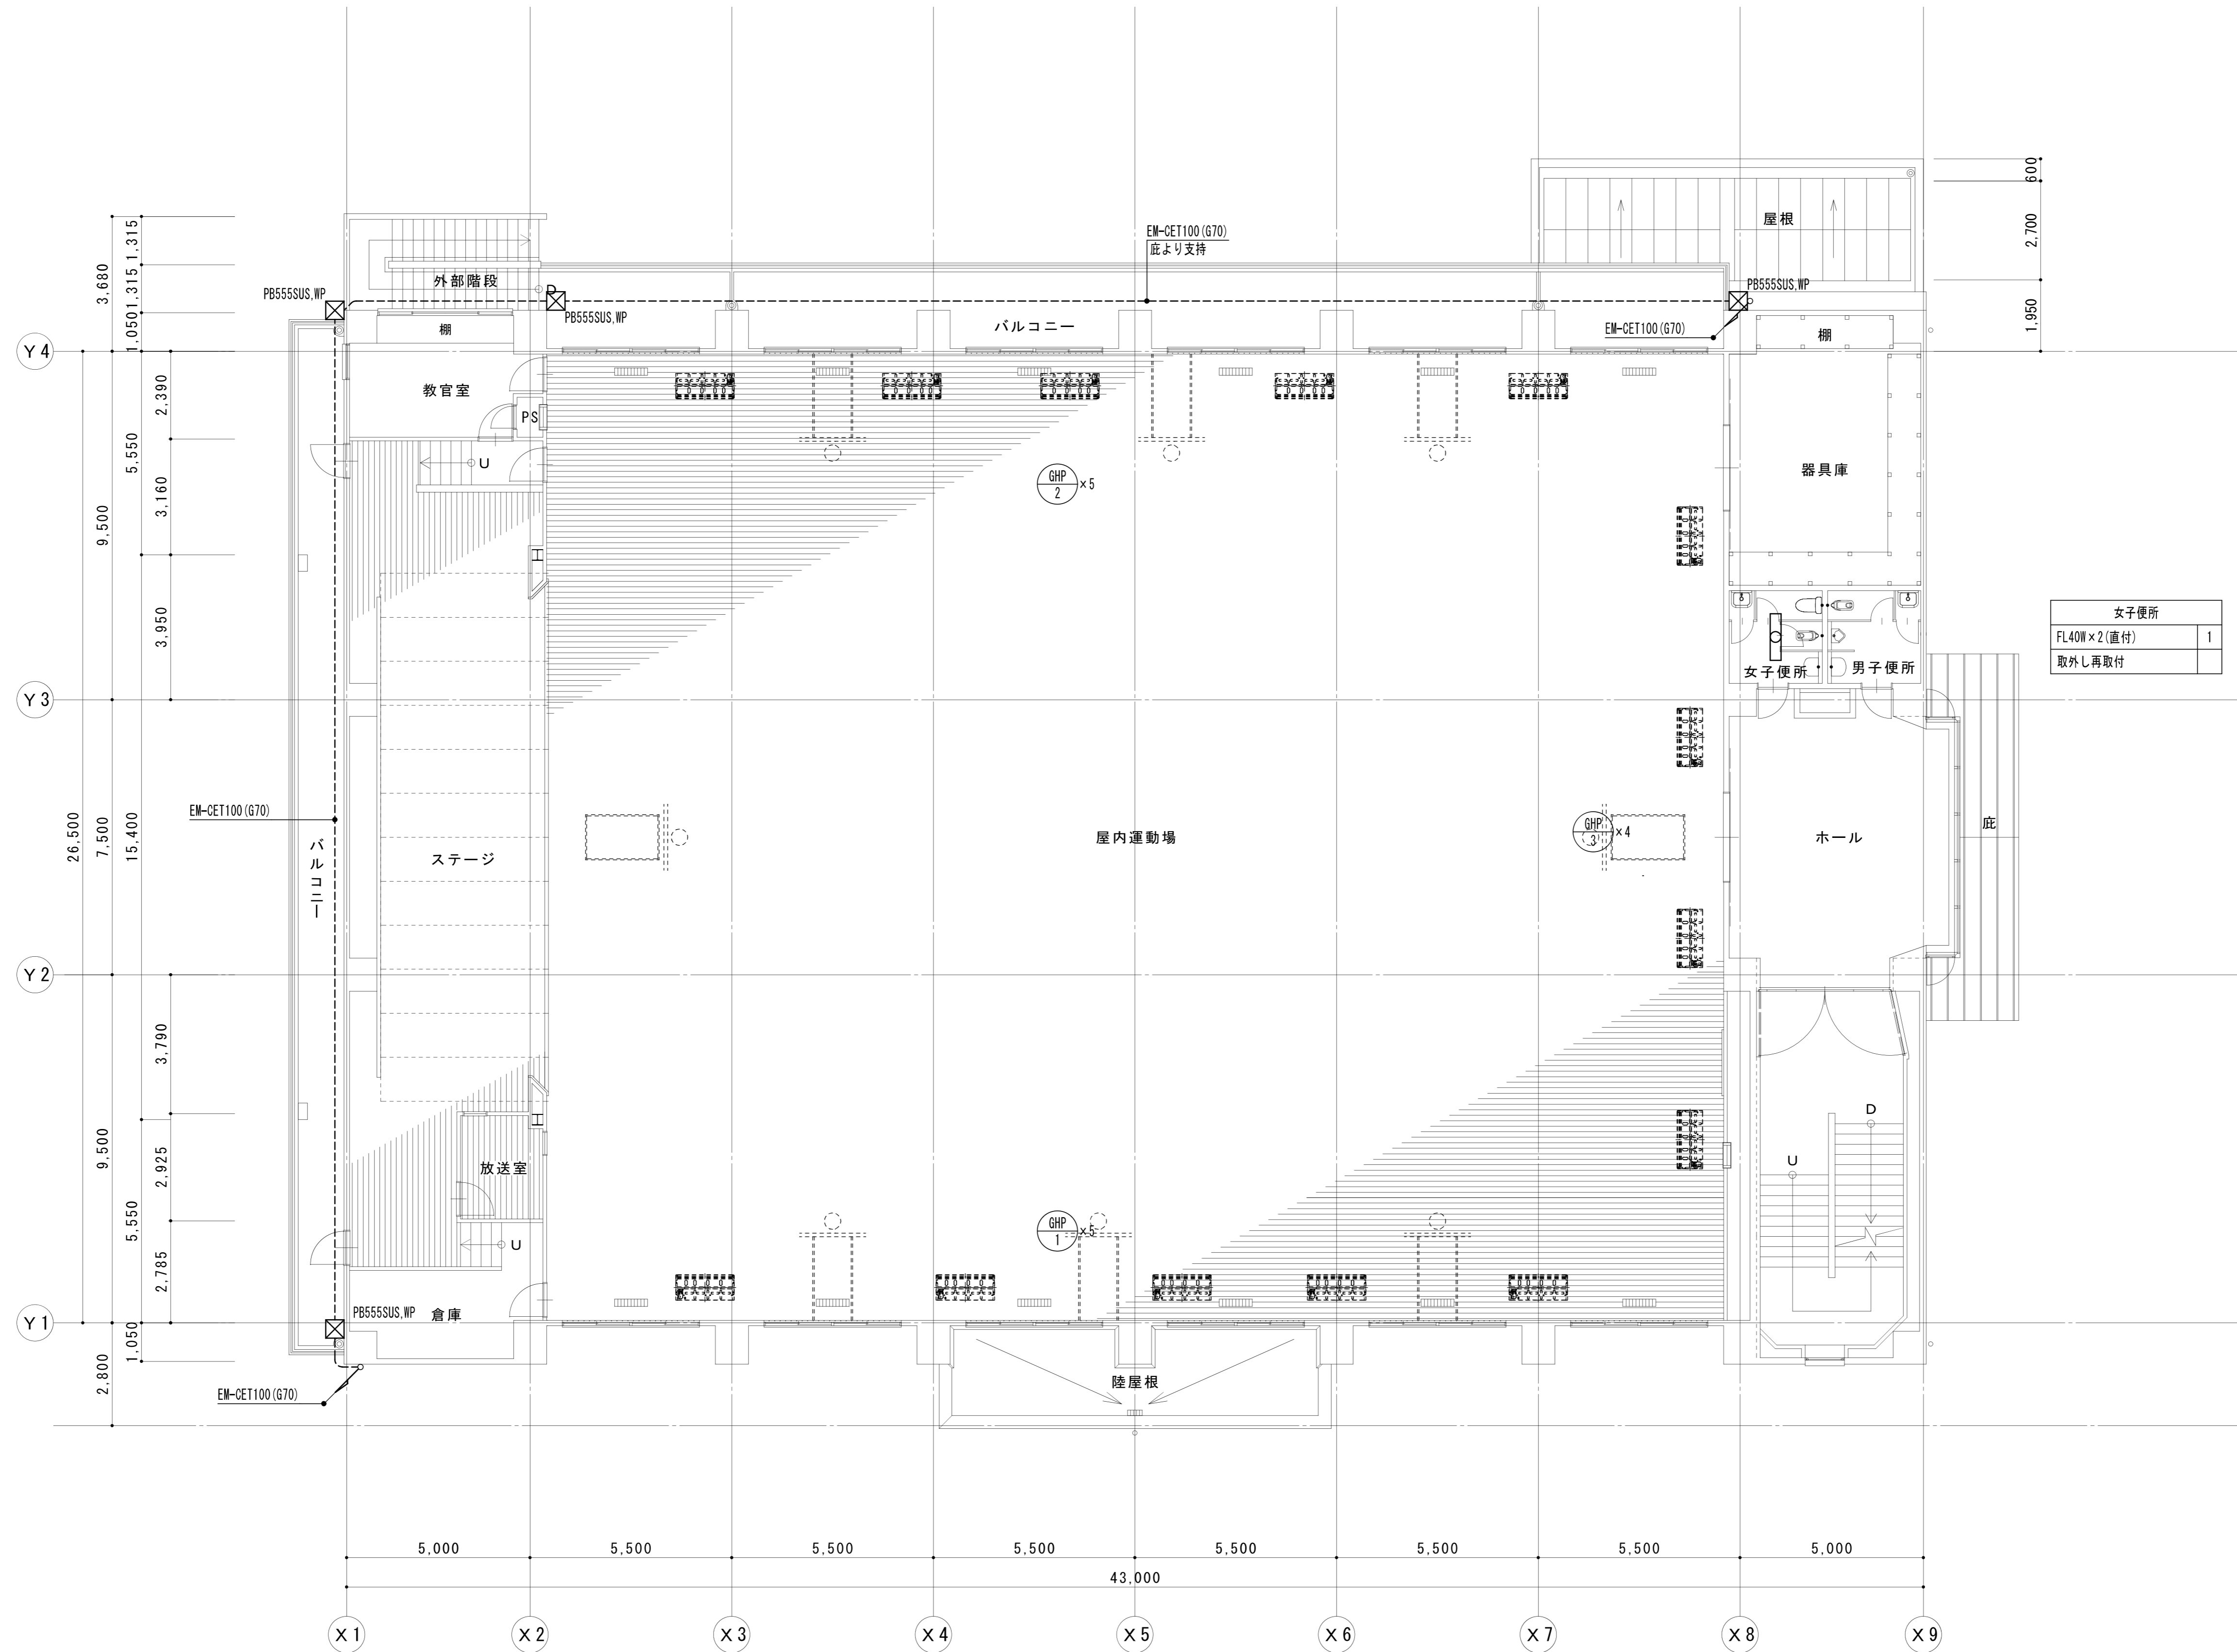 600
屋根
2,700
1,950
1,315
1,315
1,050
3,680
EM-CET100(G70)
庇より支持
外部階段
D
PB555SUS,WP
PB555SUS,WP
PB555SUS,WP
EM-CET100(G70)
棚
バルコニー
棚
Y4
教官室
PS
U
2,390
5,550
3,160
9,500
3,950
GHP
2
×5
器具庫
女子便所
FL40W×2(直付)
1
取外し再取付
女子便所
男子便所
Y3
EM-CET100(G70)
26,500
7,500
15,400
バルコニー
ステージ
屋内運動場
GHP
3
×4
ホール
庇
Y2
3,790
9,500
2,925
5,550
2,785
放送室
U
GHP
1
×5
D
U
PB555SUS,WP
倉庫
Y1
1,050
2,800
EM-CET100(G70)
陸屋根
5,000
5,500
5,500
5,500
5,500
5,500
5,500
5,000
43,000
X1
X2
X3
X4
X5
X6
X7
X8
X9